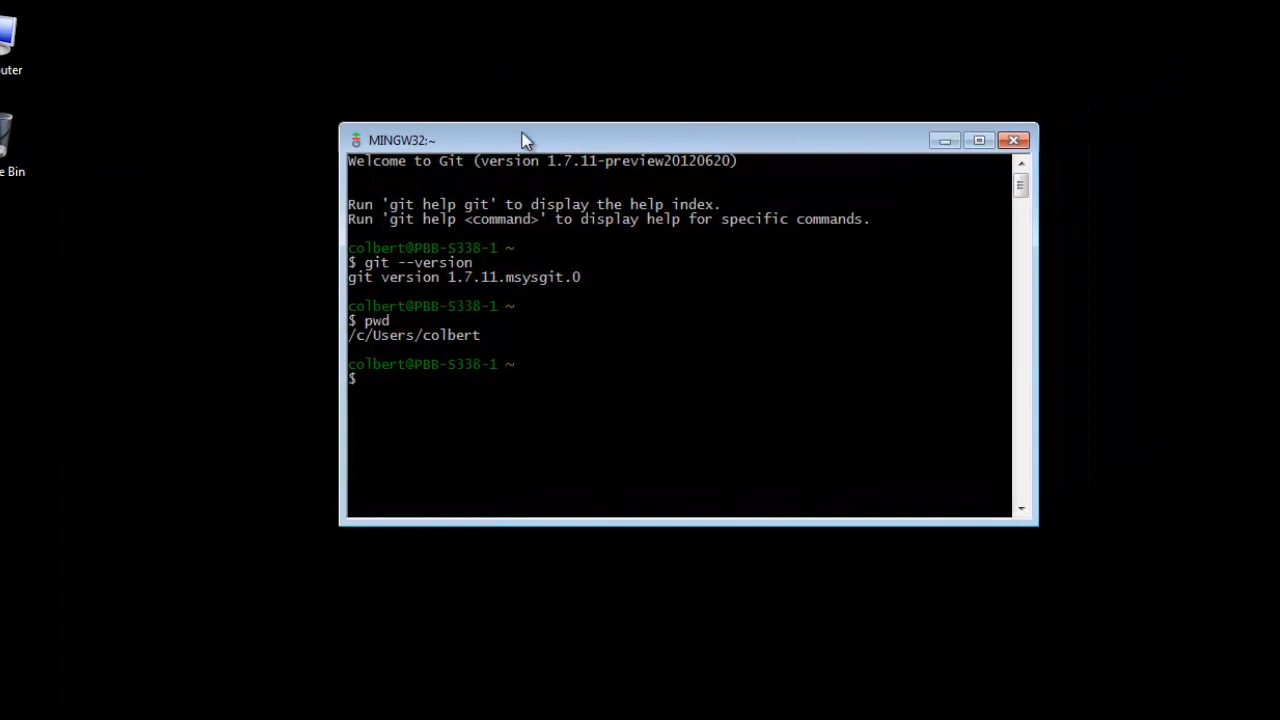 uter
e Bin
MINGW32:~
Welcome to Git (version 1.7.11-preview20120620)
Run 'git help git' to display the help index.
Run 'git help <command>' to display help for specific commands.
colbert@PBB-S338-1 ~
$ git --version
git version 1.7.11.msysgit.0
colbert@PBB-S338-1 ~
$ pwd
/c/Users/colbert
colbert@PBB-S338-1 ~
$